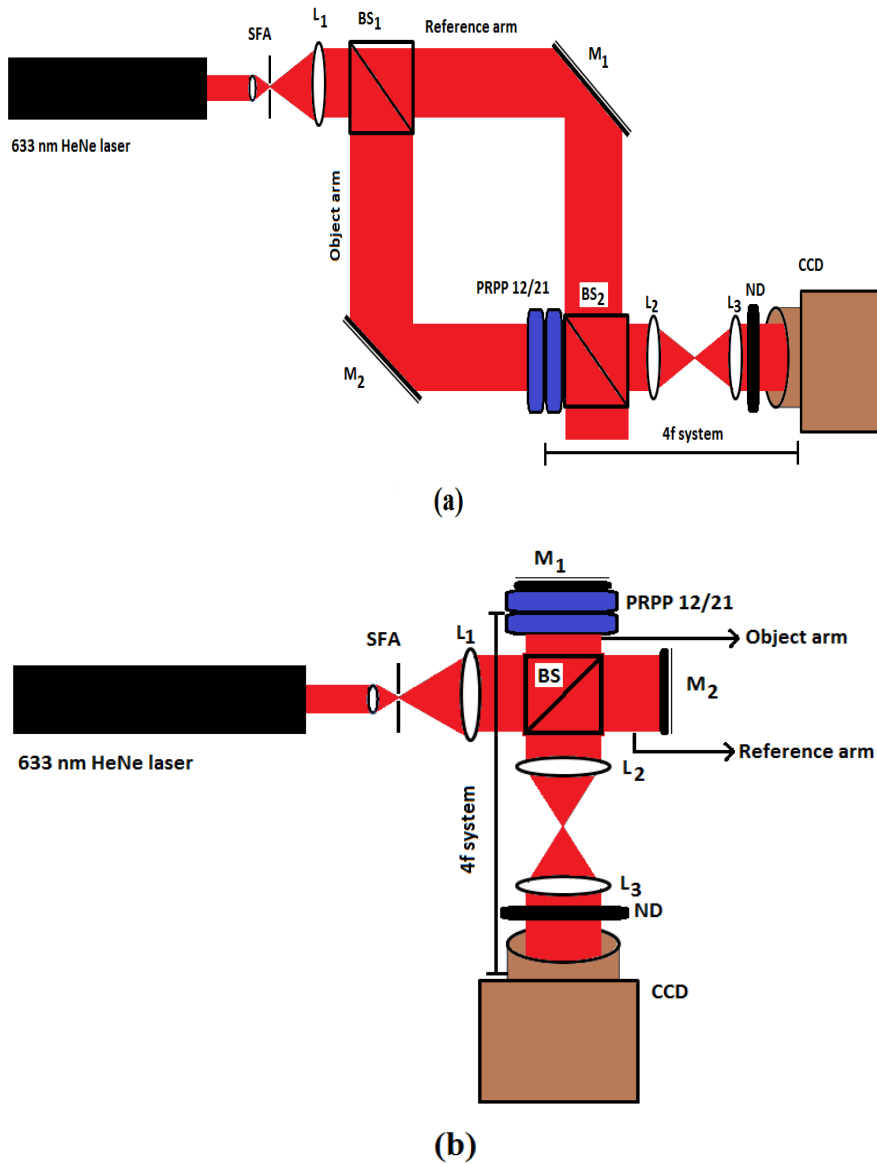 SFA
L1
BS1
Reference arm
M1
633 nm HeNe laser
Object arm
M2
PRPP 12/21
BS2
L2
L3
ND
CCD
4f system
(a)
M1
PRPP 12/21
Object arm
SFA
L1
BS
M2
633 nm HeNe laser
Reference arm
L2
4f system
L3
ND
CCD
(b)